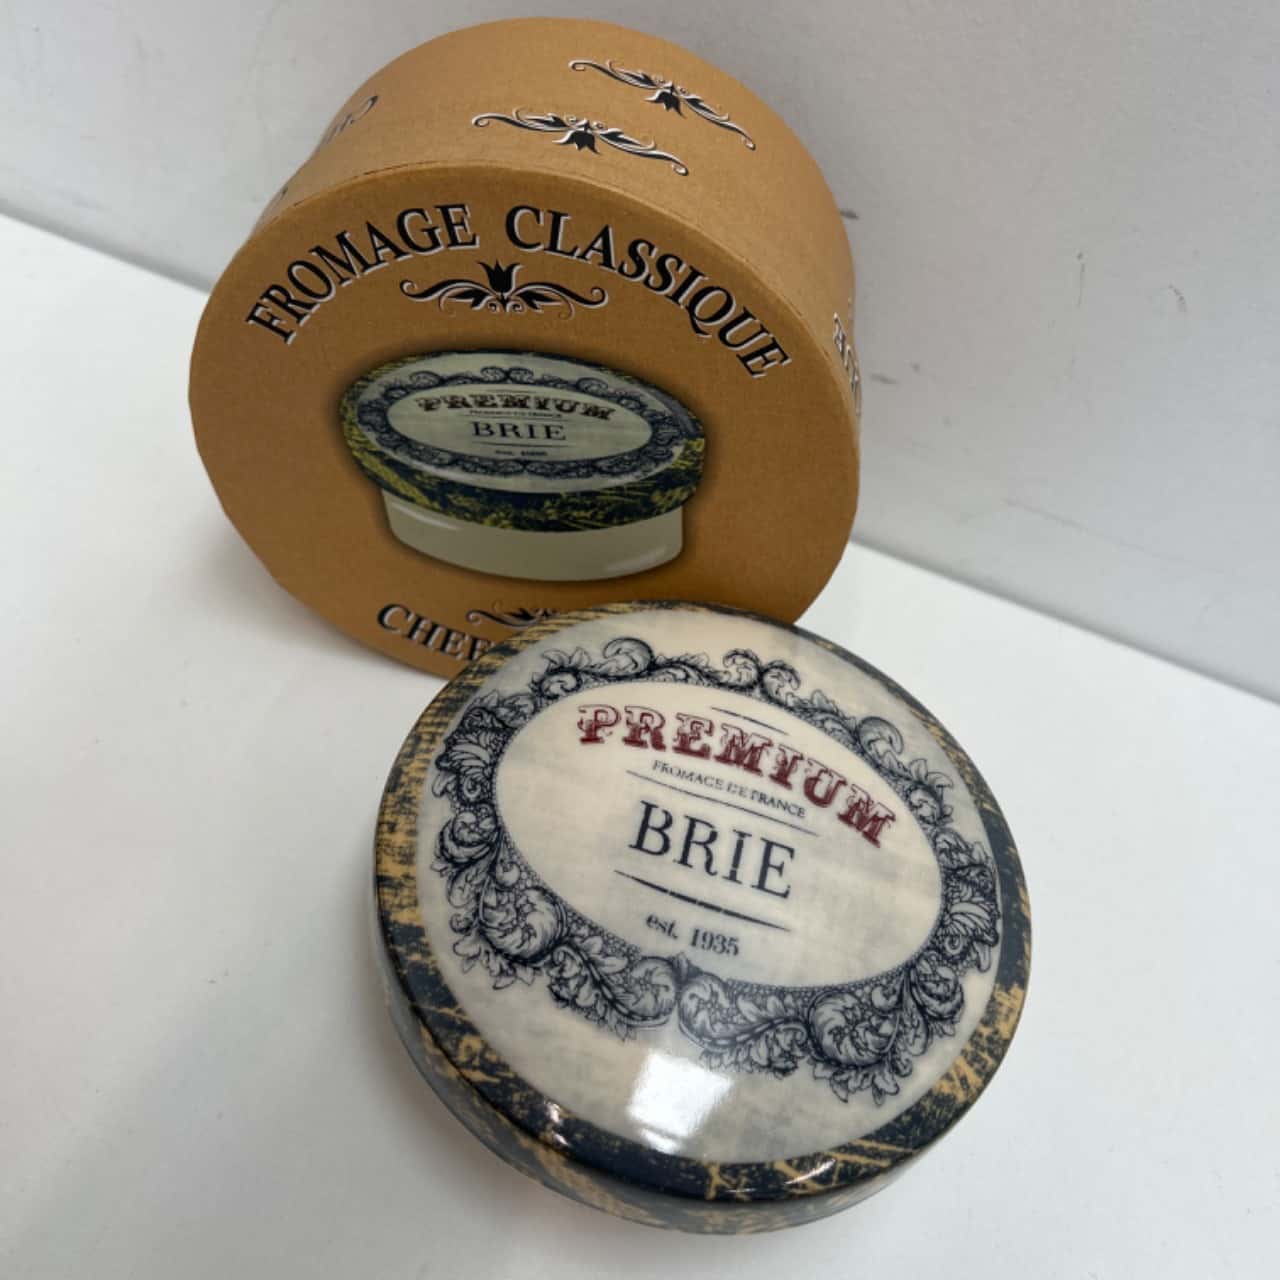 FROMAGE CLASSIQUE
PREMIUM
BRIE
PREMIUM
FROMAGE DE FRANCE
BRIE
est. 1935